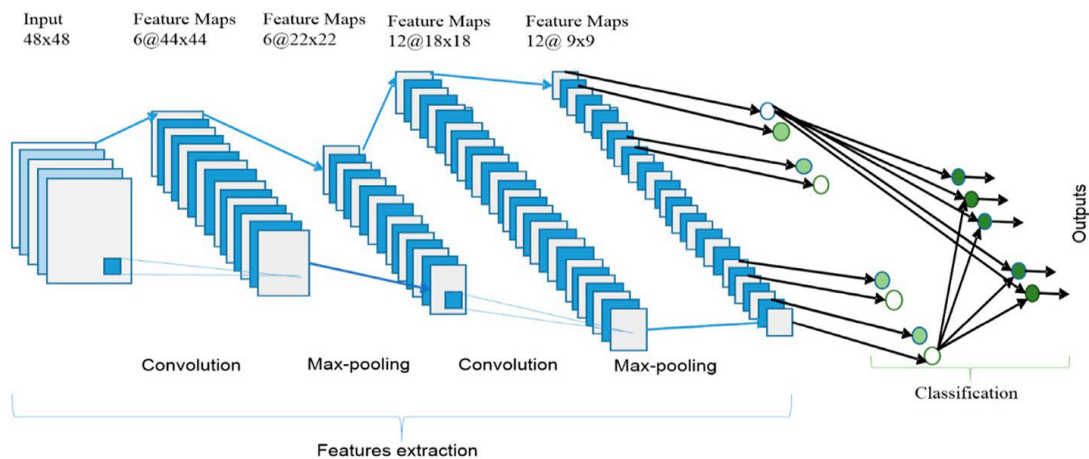 Input
48x48
Feature Maps
6@44x44
Feature Maps
6@22x22
Feature Maps
12@18x18
Feature Maps
12@ 9x9
Outputs
Convolution
Max-pooling
Convolution
Max-pooling
Classification
Features extraction